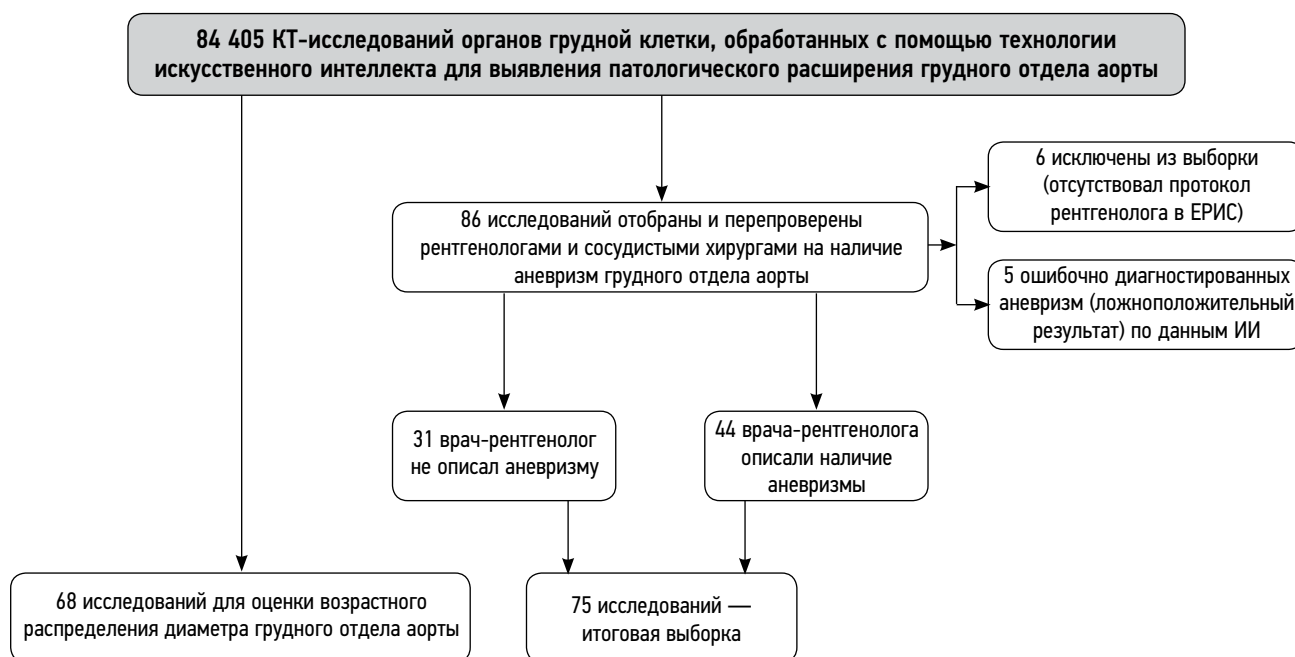 84 405 КТ-исследований органов грудной клетки, обработанных с помощью технологии
искусственного интеллекта для выявления патологического расширения грудного отдела аорты
6 исключены из выборки
(отсутствовал протокол
рентгенолога в ЕРИС)
86 исследований отобраны и перепроверены
рентгенологами и сосудистыми хирургами на наличие
аневризм грудного отдела аорты
5 ошибочно диагностированных
аневризм (ложноположительный
результат) по данным ИИ
31 врач-рентгенолог
не описал аневризму
44 врача-рентгенолога
описали наличие
аневризмы
68 исследований для оценки возрастного
распределения диаметра грудного отдела аорты
75 исследований —
итоговая выборка